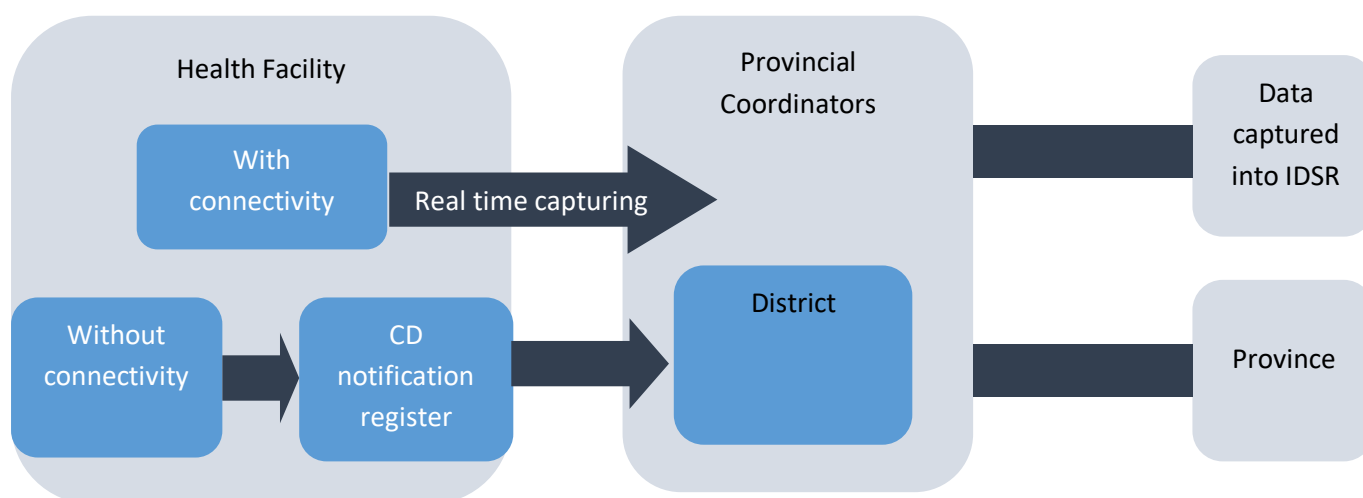 Health Facility
With
connectivity
Real time capturing
Without
connectivity
CD
notification
register
Provincial
Coordinators
District
Data
captured
into IDSR
Province